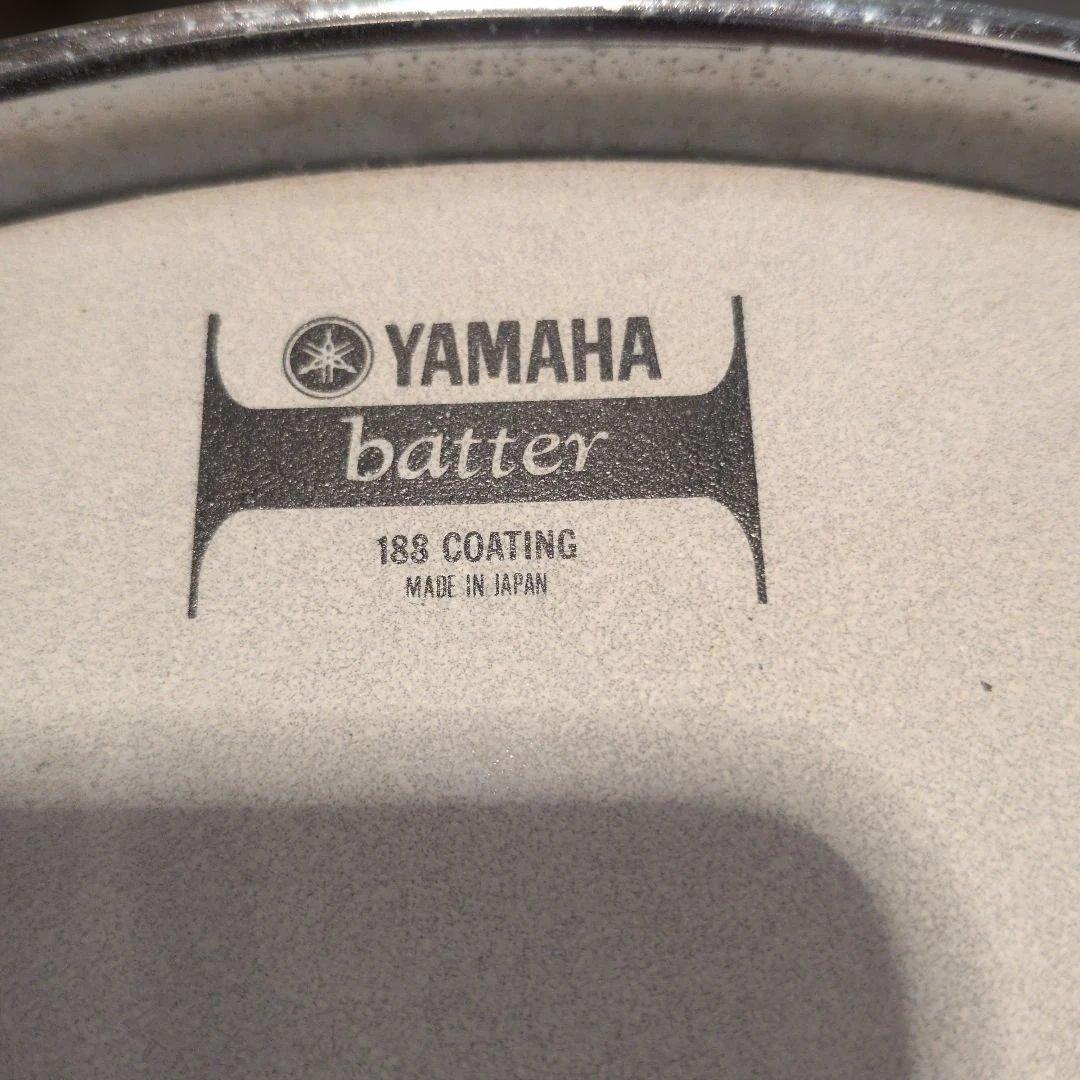 YAMAHA
batter
188 COATING
MADE IN JAPAN